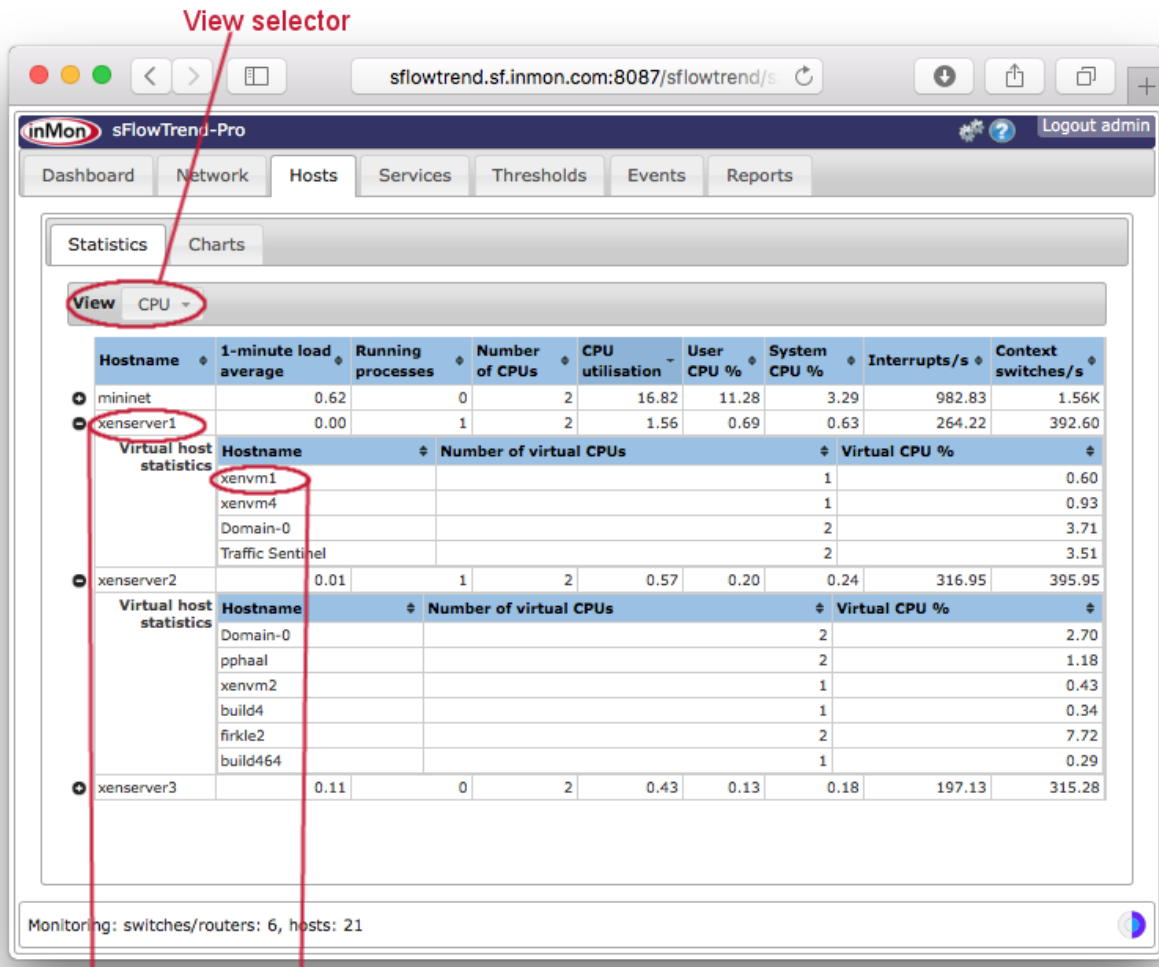 View selector
sflowtrend.sf.inmon.com:8087/sflowtrend/s
inMon sFlowTrend-Pro Logout admin
Dashboard Network Hosts Services Thresholds Events Reports
Statistics Charts
View CPU
Hostname 1-minute load average Running processes Number of CPUs CPU utilisation User CPU % System CPU % Interrupts/s Context switches/s
mininet 0.62 0 2 16.82 11.28 3.29 982.83 1.56K
xenserver1 0.00 1 2 1.56 0.69 0.63 264.22 392.60
Virtual host statistics Hostname Number of virtual CPUs Virtual CPU %
xenvm1 1 0.60
xenvm4 1 0.93
Domain-0 2 3.71
Traffic Sentinel 2 3.51
xenserver2 0.01 1 2 0.57 0.20 0.24 316.95 395.95
Virtual host statistics Hostname Number of virtual CPUs Virtual CPU %
Domain-0 2 2.70
pphaal 2 1.18
xenvm2 1 0.43
build4 1 0.34
firkle2 2 7.72
build464 1 0.29
xenserver3 0.11 0 2 0.43 0.13 0.18 197.13 315.28
Monitoring: switches/routers: 6, hosts: 21